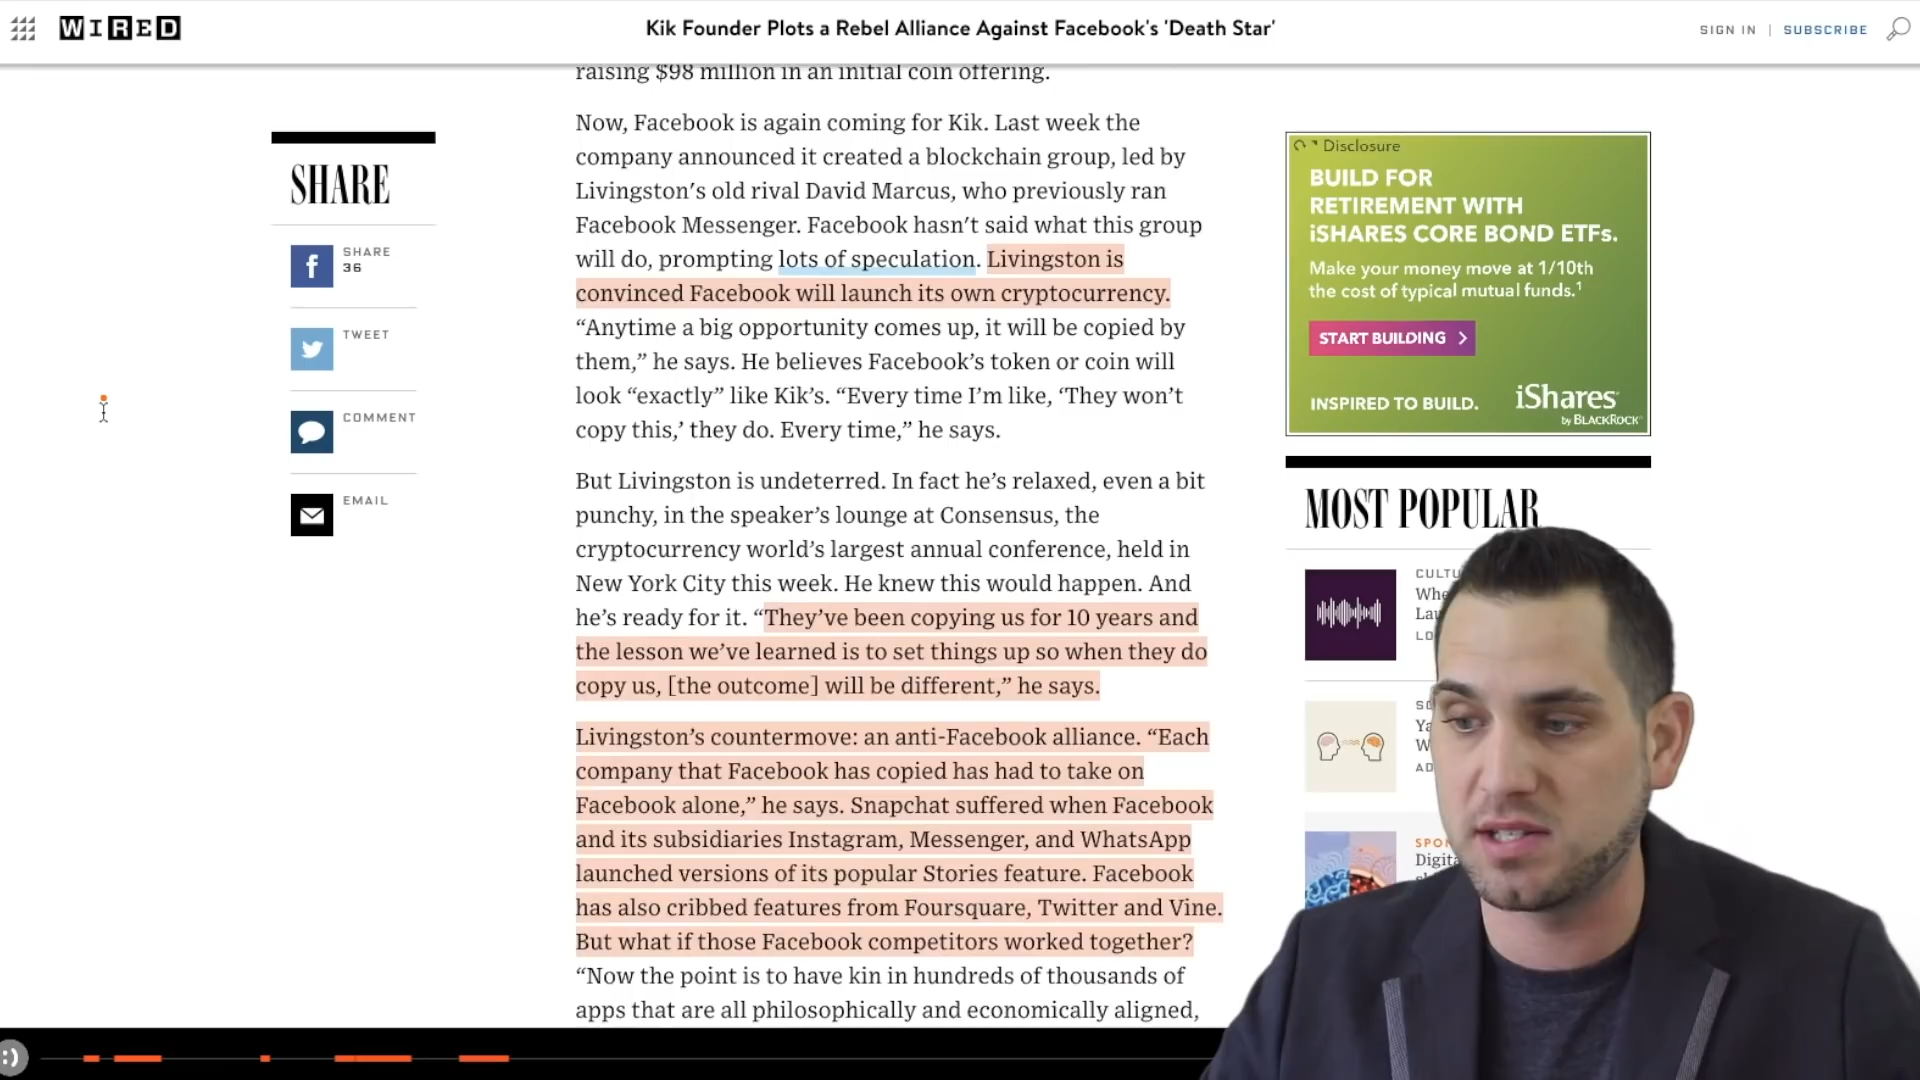 WIRED
Kik Founder Plots a Rebel Alliance Against Facebook's 'Death Star'
SIGN IN | SUBSCRIBE
raising $98 million in an initial coin offering.
SHARE
SHARE
36
TWEET
COMMENT
EMAIL
Now, Facebook is again coming for Kik. Last week the
company announced it created a blockchain group, led by
Livingston's old rival David Marcus, who previously ran
Facebook Messenger. Facebook hasn't said what this group
will do, prompting lots of speculation. Livingston is
convinced Facebook will launch its own cryptocurrency.
“Anytime a big opportunity comes up, it will be copied by
them,” he says. He believes Facebook’s token or coin will
look “exactly” like Kik’s. “Every time I’m like, ‘They won’t
copy this,’ they do. Every time,” he says.
But Livingston is undeterred. In fact he’s relaxed, even a bit
punchy, in the speaker’s lounge at Consensus, the
cryptocurrency world’s largest annual conference, held in
New York City this week. He knew this would happen. And
he’s ready for it. “They’ve been copying us for 10 years and
the lesson we’ve learned is to set things up so when they do
copy us, [the outcome] will be different,” he says.
Livingston’s countermove: an anti-Facebook alliance. “Each
company that Facebook has copied has had to take on
Facebook alone,” he says. Snapchat suffered when Facebook
and its subsidiaries Instagram, Messenger, and WhatsApp
launched versions of its popular Stories feature. Facebook
has also cribbed features from Foursquare, Twitter and Vine.
But what if those Facebook competitors worked together?
“Now the point is to have kin in hundreds of thousands of
apps that are all philosophically and economically aligned,
Disclosure
BUILD FOR
RETIREMENT WITH
iSHARES CORE BOND ETFs.
Make your money move at 1/10th
the cost of typical mutual funds.¹
START BUILDING
INSPIRED TO BUILD.
iShares
by BLACKROCK
MOST POPULAR